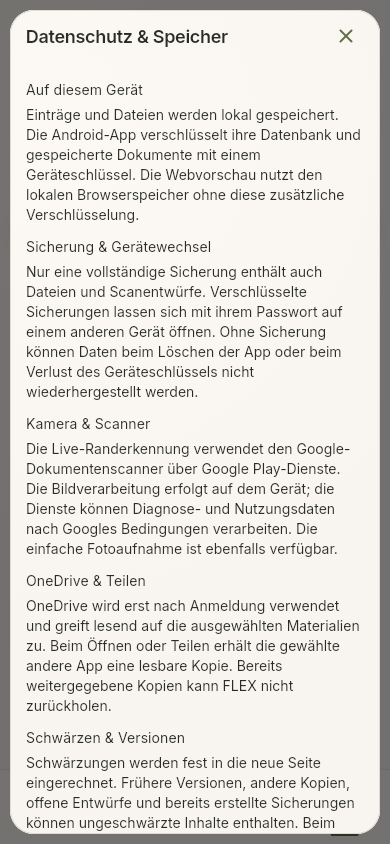 Datenschutz & Speicher
Auf diesem Gerät
Einträge und Dateien werden lokal gespeichert.
Die Android-App verschlüsselt ihre Datenbank und
gespeicherte Dokumente mit einem
Geräteschlüssel. Die Webvorschau nutzt den
lokalen Browserspeicher ohne diese zusätzliche
Verschlüsselung.
Sicherung & Gerätewechsel
Nur eine vollständige Sicherung enthält auch
Dateien und Scanentwürfe. Verschlüsselte
Sicherungen lassen sich mit ihrem Passwort auf
einem anderen Gerät öffnen. Ohne Sicherung
können Daten beim Löschen der App oder beim
Verlust des Geräteschlüssels nicht
wiederhergestellt werden.
Kamera & Scanner
Die Live-Randerkennung verwendet den Google-
Dokumentenscanner über Google Play-Dienste.
Die Bildverarbeitung erfolgt auf dem Gerät; die
Dienste können Diagnose- und Nutzungsdaten
nach Googles Bedingungen verarbeiten. Die
einfache Fotoaufnahme ist ebenfalls verfügbar.
OneDrive & Teilen
OneDrive wird erst nach Anmeldung verwendet
und greift lesend auf die ausgewählten Materialien
zu. Beim Öffnen oder Teilen erhält die gewählte
andere App eine lesbare Kopie. Bereits
weitergegebene Kopien kann FLEX nicht
zurückholen.
Schwärzen & Versionen
Schwärzungen werden fest in die neue Seite
eingerechnet. Frühere Versionen, andere Kopien,
offene Entwürfe und bereits erstellte Sicherungen
können ungeschwärzte Inhalte enthalten. Beim